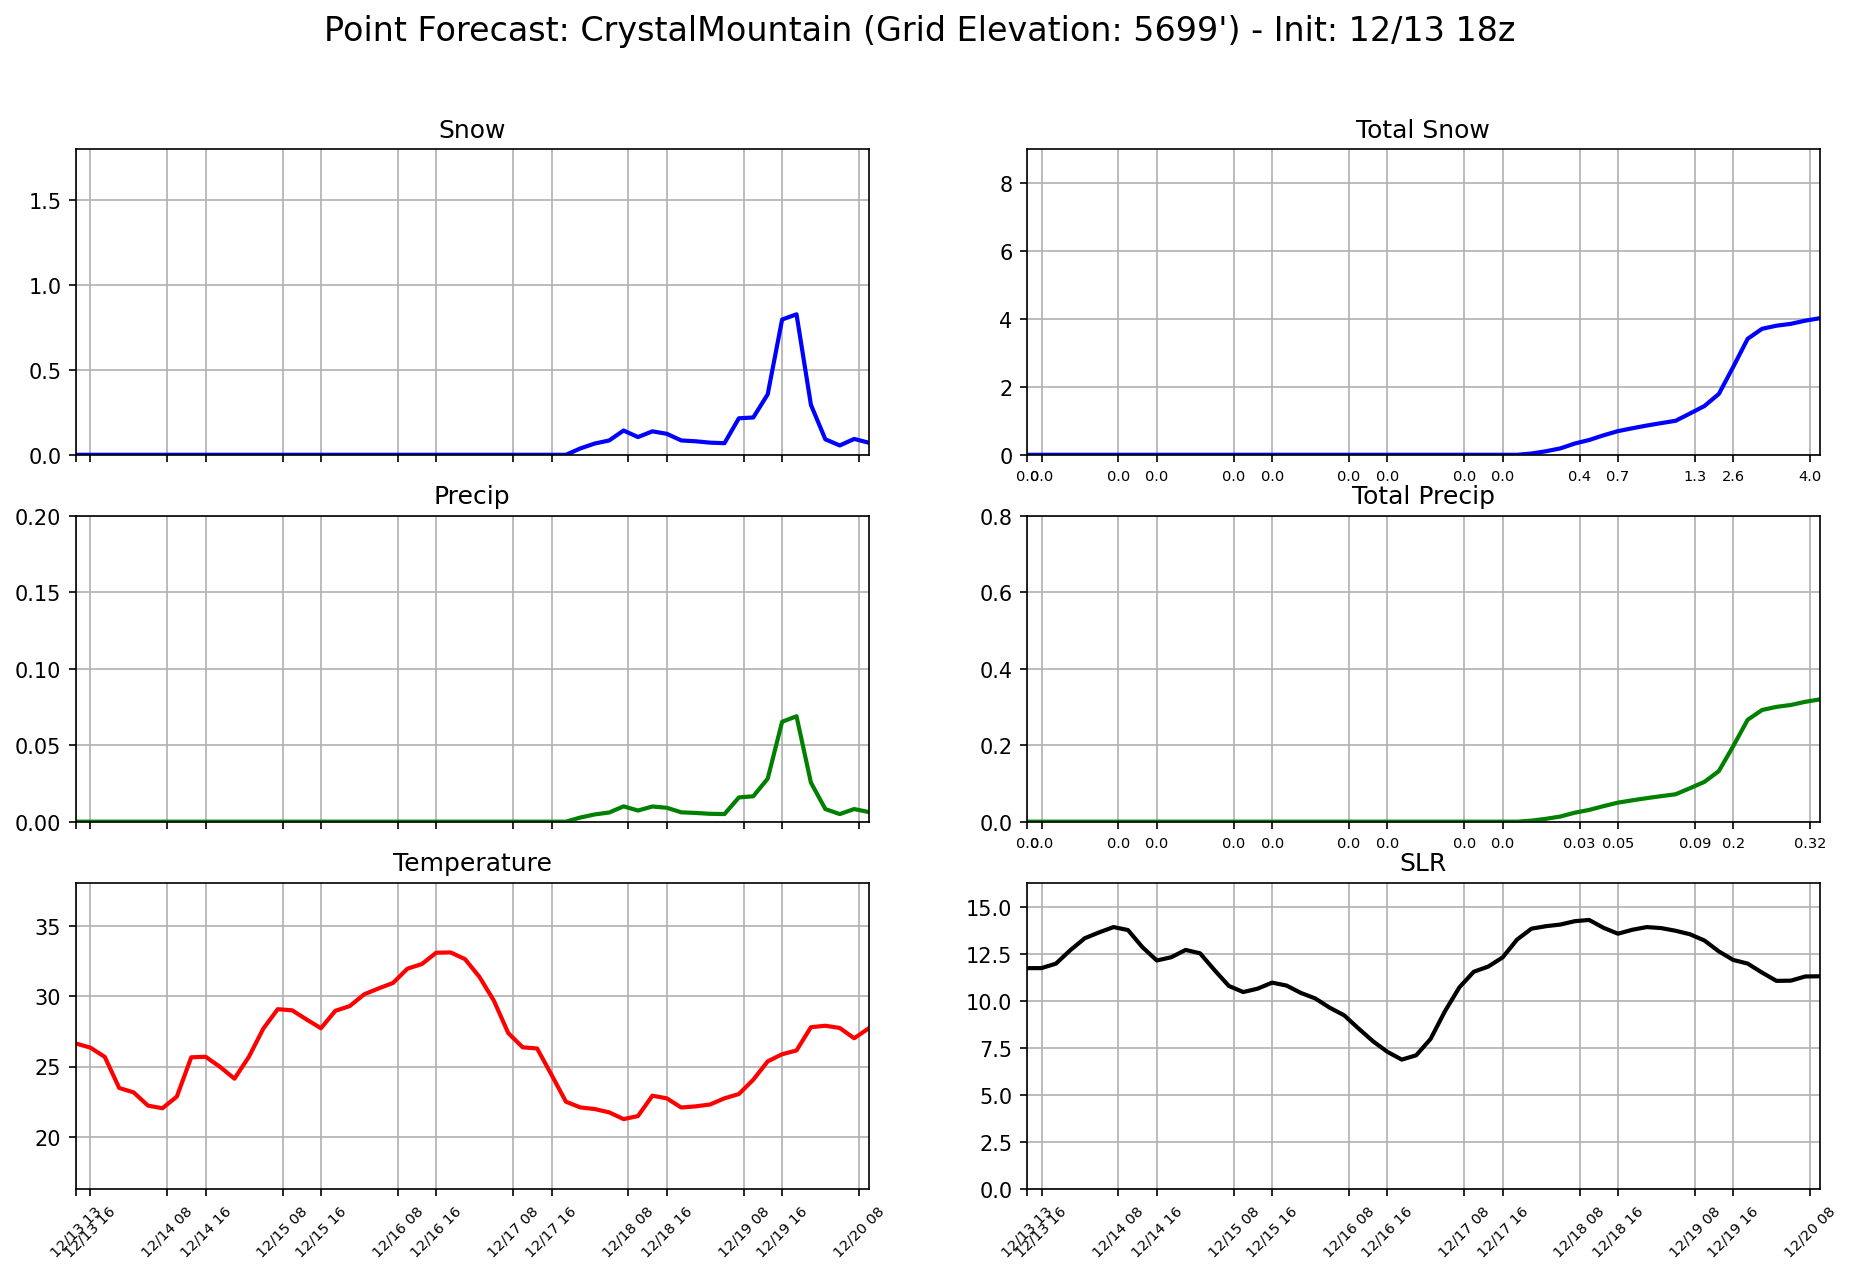 Point Forecast: CrystalMountain (Grid Elevation: 5699') - Init: 12/13 18z
Snow
1.5
1.0
0.5
0.0
Total Snow
8
6
4
2
0
0.0 0.0 0.0 0.0 0.0 0.0 0.0 0.0 0.0 0.4 0.7 1.3 2.6 4.0
Precip
0.20
0.15
0.10
0.05
0.00
Total Precip
0.8
0.6
0.4
0.2
0.0
0.0 0.0 0.0 0.0 0.0 0.0 0.0 0.0 0.0 0.03 0.05 0.09 0.2 0.32
Temperature
35
30
25
20
12/13 13 12/13 16 12/14 08 12/14 16 12/15 08 12/15 16 12/16 08 12/16 16 12/17 08 12/17 16 12/18 08 12/18 16 12/19 08 12/19 16 12/20 08
SLR
15.0
12.5
10.0
7.5
5.0
2.5
0.0
12/13 13 12/13 16 12/14 08 12/14 16 12/15 08 12/15 16 12/16 08 12/16 16 12/17 08 12/17 16 12/18 08 12/18 16 12/19 08 12/19 16 12/20 08